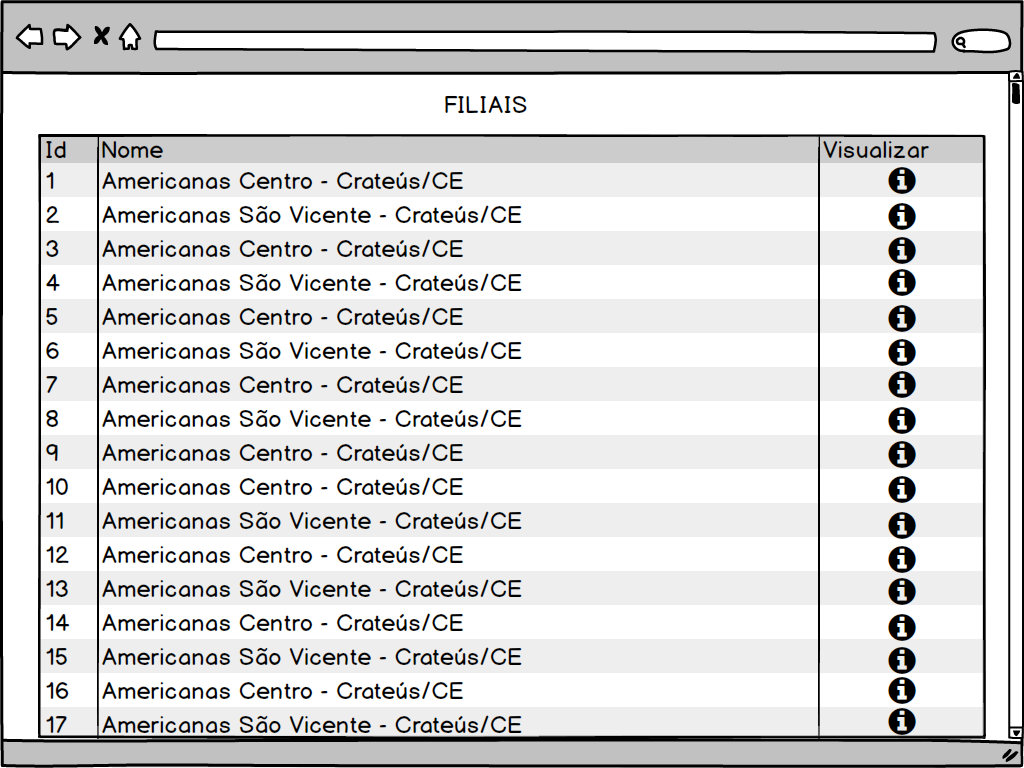 FILIAIS
Id Nome Visualizar
1 Americanas Centro - Crateús/CE
2 Americanas São Vicente - Crateús/CE
3 Americanas Centro - Crateús/CE
4 Americanas São Vicente - Crateús/CE
5 Americanas Centro - Crateús/CE
6 Americanas São Vicente - Crateús/CE
7 Americanas Centro - Crateús/CE
8 Americanas São Vicente - Crateús/CE
9 Americanas Centro - Crateús/CE
10 Americanas Centro - Crateús/CE
11 Americanas São Vicente - Crateús/CE
12 Americanas Centro - Crateús/CE
13 Americanas São Vicente - Crateús/CE
14 Americanas Centro - Crateús/CE
15 Americanas São Vicente - Crateús/CE
16 Americanas Centro - Crateús/CE
17 Americanas São Vicente - Crateús/CE